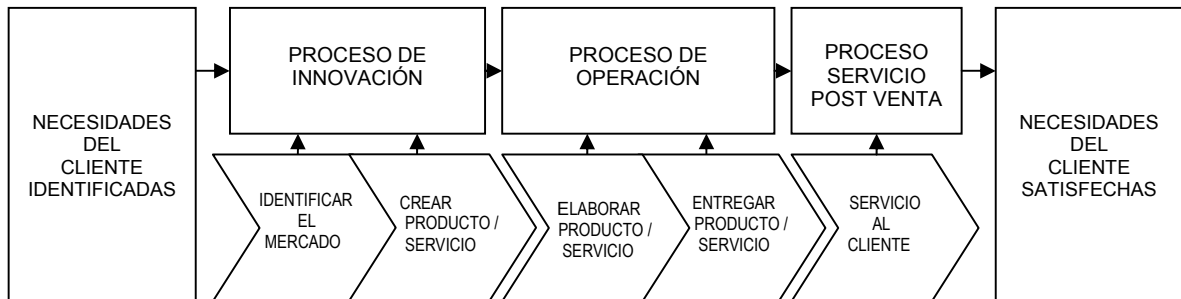 NECESIDADES
DEL
CLIENTE
IDENTIFICADAS
PROCESO DE
INNOVACIÓN
PROCESO DE
OPERACIÓN
PROCESO
SERVICIO
POST VENTA
NECESIDADES
DEL
CLIENTE
SATISFECHAS
IDENTIFICAR
EL
MERCADO
CREAR
PRODUCTO /
SERVICIO
ELABORAR
PRODUCTO /
SERVICIO
ENTREGAR
PRODUCTO /
SERVICIO
SERVICIO
AL
CLIENTE